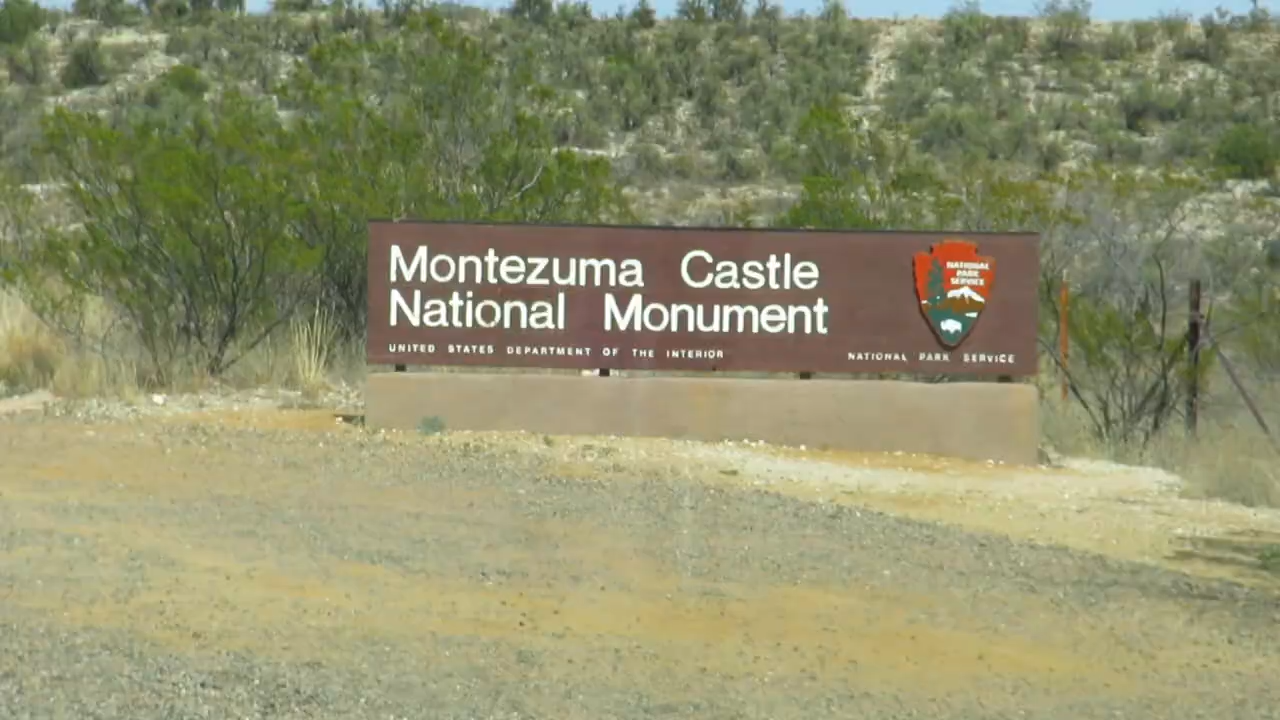 Montezuma Castle
National Monument
UNITED STATES DEPARTMENT OF THE INTERIOR
NATIONAL PARK SERVICE
NATIONAL
PARK
SERVICE